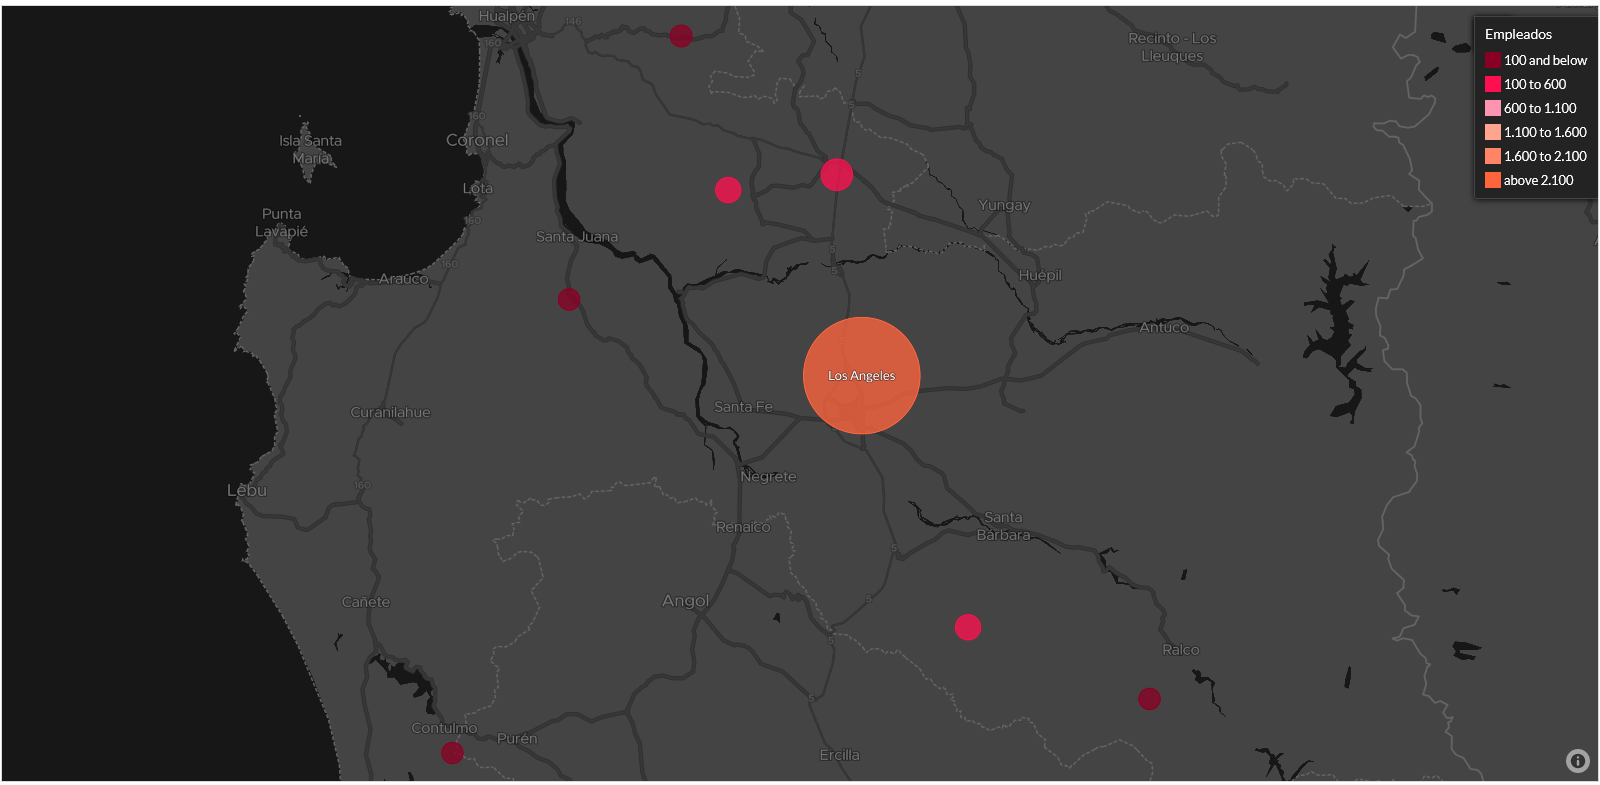 Hualpén
146
160
Recinto - Los
Lleuques
Empleados
100 and below
100 to 600
600 to 1.100
1.100 to 1.600
1.600 to 2.100
above 2.100
5
5
160
Isla Santa
María
Coronel
Lota
Punta
Lavapié
160
Yungay
Santa Juana
5
160
5
Arauco
Huépil
Antuco
Los Angeles
Santa Fe
Curanilahue
Negrete
160
Lebu
Renaico
Santa
Bárbara
5
Cañete
Angol
5
5
Ralco
5
Contulmo
Purén
Ercilla